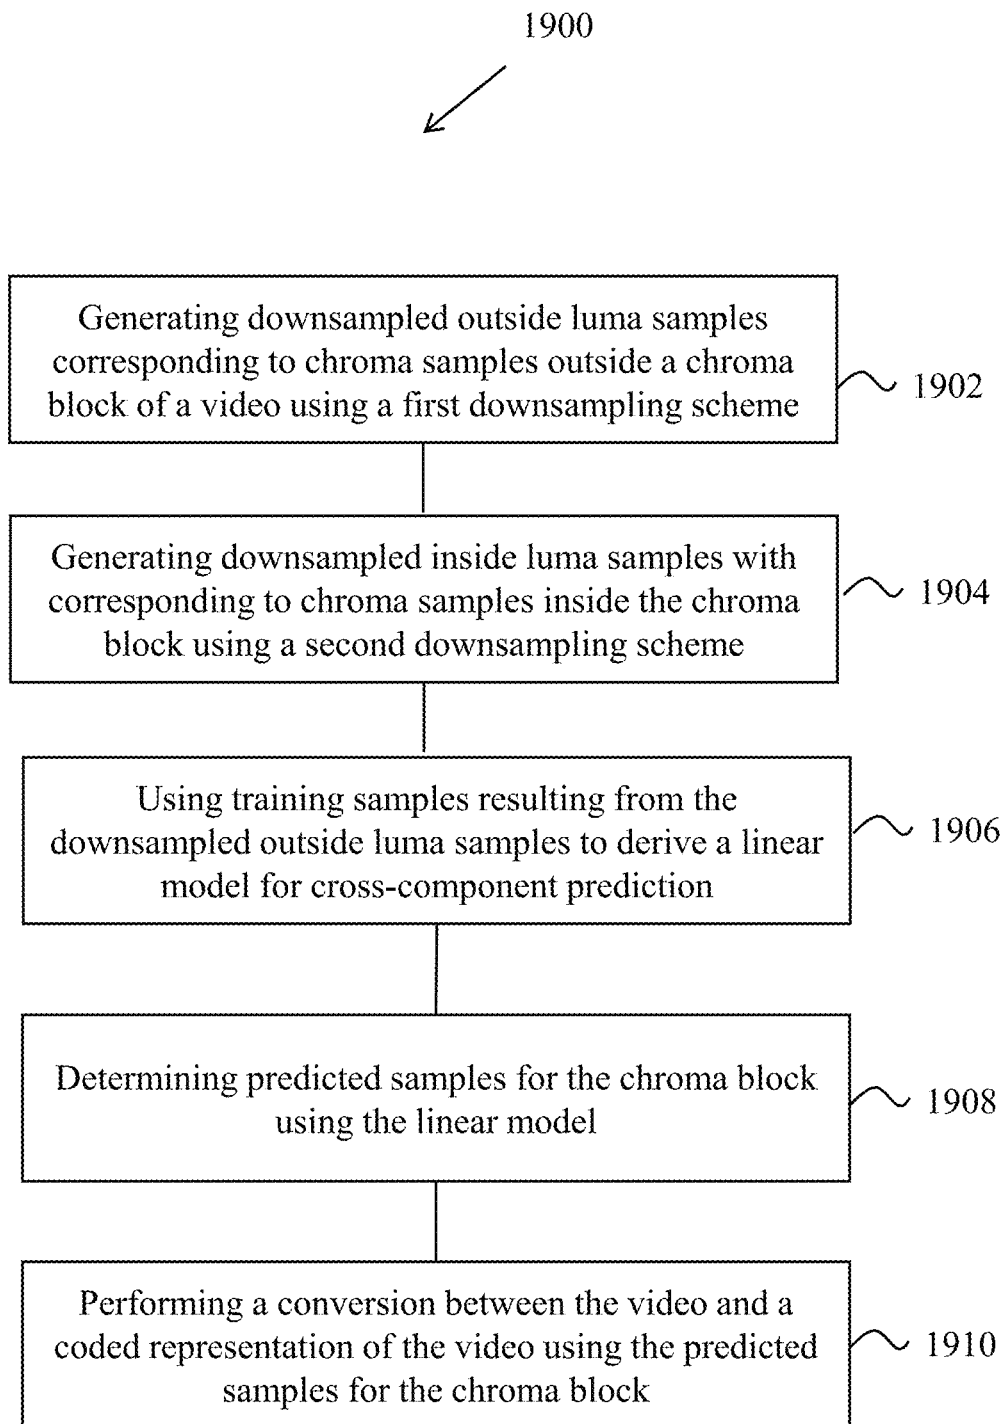 1900
Generating downsampled outside luma samples
corresponding to chroma samples outside a chroma
block of a video using a first downsampling scheme
1902
Generating downsampled inside luma samples with
corresponding to chroma samples inside the chroma
block using a second downsampling scheme
1904
Using training samples resulting from the
downsampled outside luma samples to derive a linear
model for cross-component prediction
1906
Determining predicted samples for the chroma block
using the linear model
1908
Performing a conversion between the video and a
coded representation of the video using the predicted
samples for the chroma block
1910